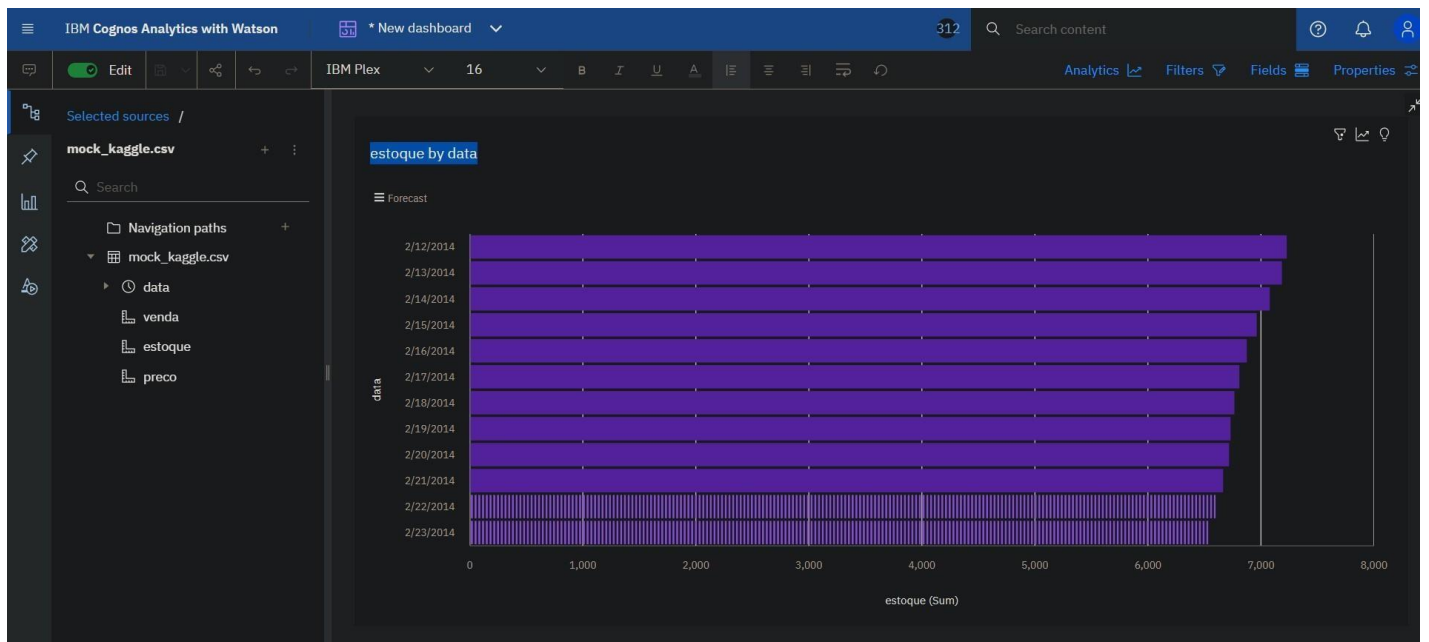 IBM Cognos Analytics with Watson
* New dashboard
312
Search content
Edit
IBM Plex
16
B I U A
Analytics
Filters
Fields
Properties
Selected sources /
mock_kaggle.csv
Search
Navigation paths
mock_kaggle.csv
data
venda
estoque
preco
estoque by data
Forecast
data
2/12/2014
2/13/2014
2/14/2014
2/15/2014
2/16/2014
2/17/2014
2/18/2014
2/19/2014
2/20/2014
2/21/2014
2/22/2014
2/23/2014
0 1,000 2,000 3,000 4,000 5,000 6,000 7,000 8,000
estoque (Sum)